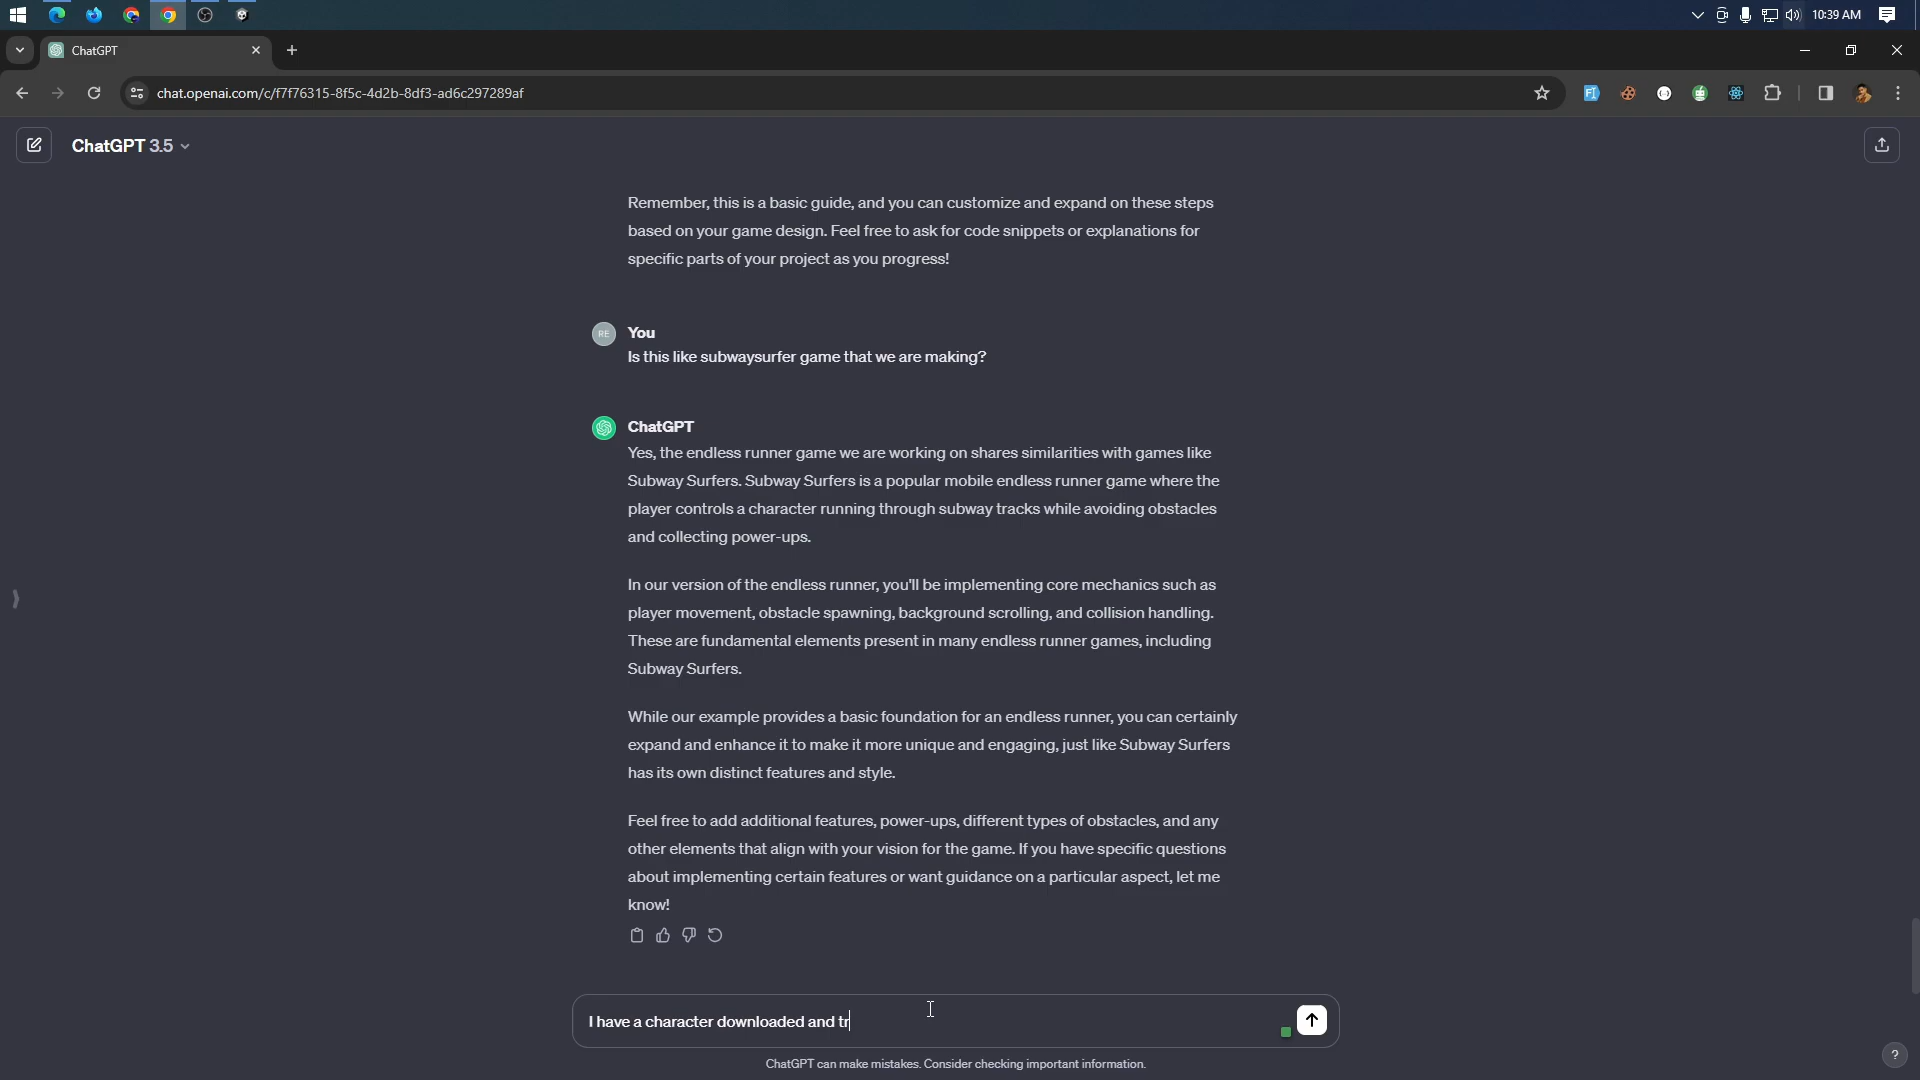 10:39 AM
ChatGPT
chat.openai.com/c/f7f76315-8f5c-4d2b-8df3-ad6c297289af
ChatGPT 3.5
Remember, this is a basic guide, and you can customize and expand on these steps
based on your game design. Feel free to ask for code snippets or explanations for
specific parts of your project as you progress!
RE
You
Is this like subwaysurfer game that we are making?
ChatGPT
Yes, the endless runner game we are working on shares similarities with games like
Subway Surfers. Subway Surfers is a popular mobile endless runner game where the
player controls a character running through subway tracks while avoiding obstacles
and collecting power-ups.
In our version of the endless runner, you'll be implementing core mechanics such as
player movement, obstacle spawning, background scrolling, and collision handling.
These are fundamental elements present in many endless runner games, including
Subway Surfers.
While our example provides a basic foundation for an endless runner, you can certainly
expand and enhance it to make it more unique and engaging, just like Subway Surfers
has its own distinct features and style.
Feel free to add additional features, power-ups, different types of obstacles, and any
other elements that align with your vision for the game. If you have specific questions
about implementing certain features or want guidance on a particular aspect, let me
know!
I have a character downloaded and tr
ChatGPT can make mistakes. Consider checking important information.
?